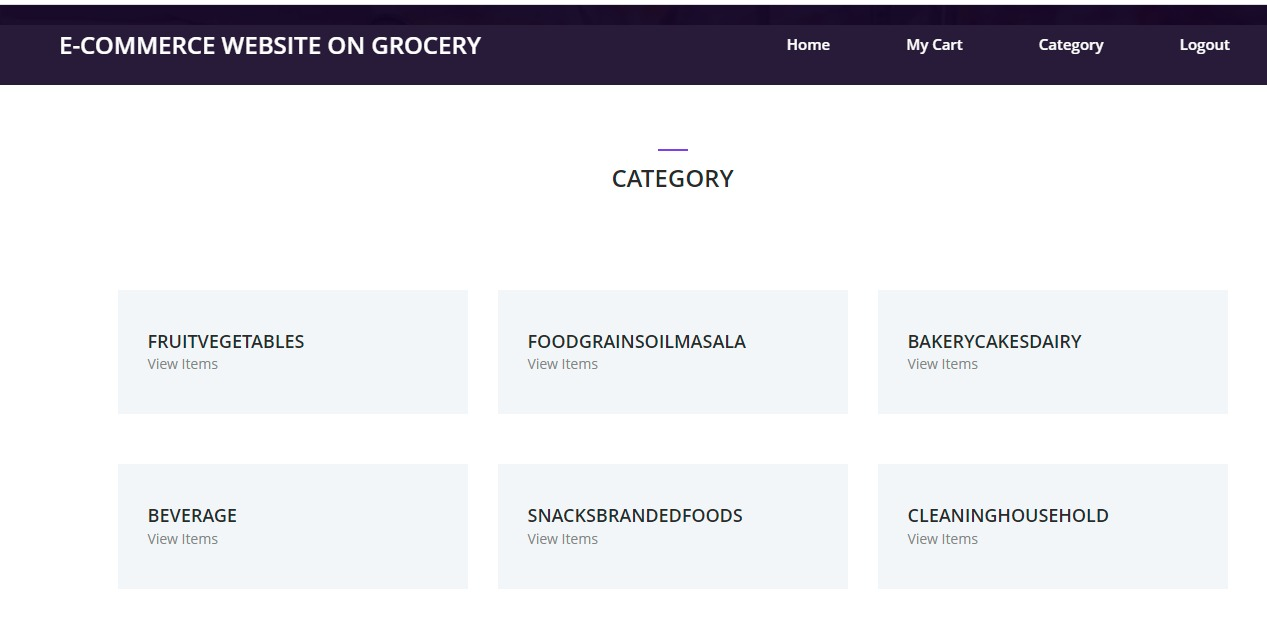 E-COMMERCE WEBSITE ON GROCERY
Home My Cart Category Logout
CATEGORY
FRUITVEGETABLES
View Items
FOODGRAINSOILMASALA
View Items
BAKERYCAKESDAIRY
View Items
BEVERAGE
View Items
SNACKSBRANDEDFOODS
View Items
CLEANINGHOUSEHOLD
View Items